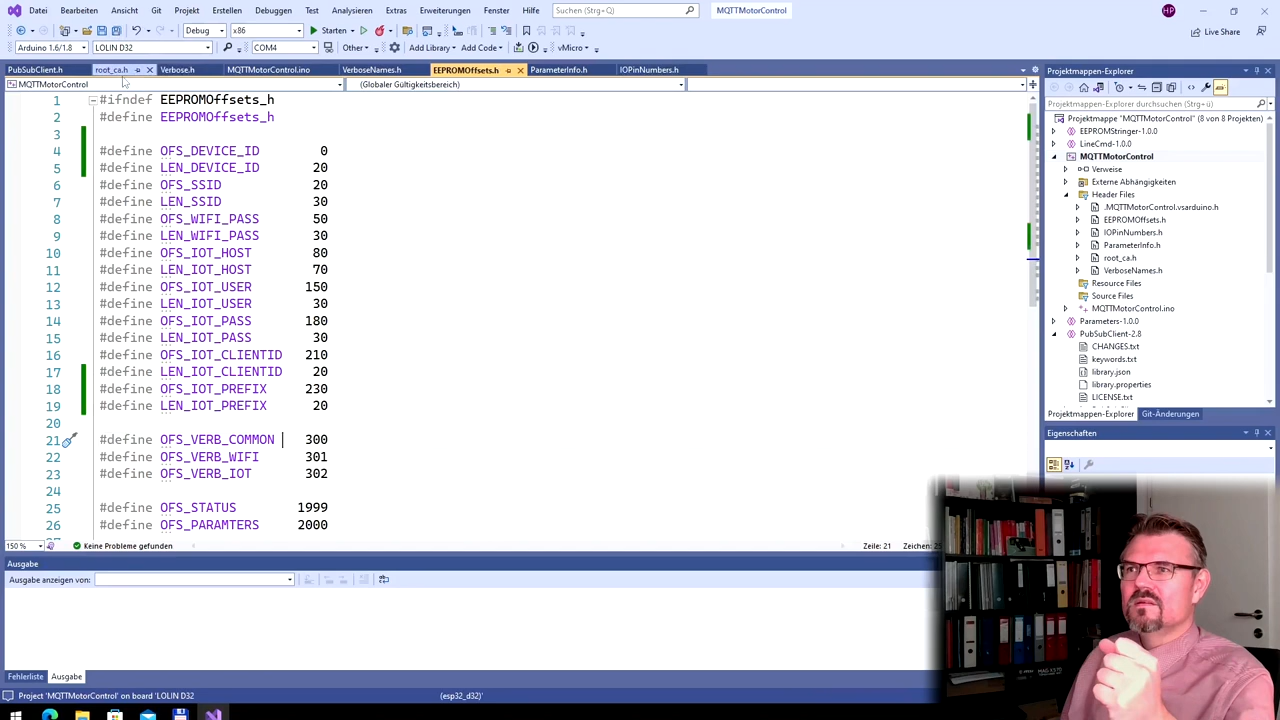 Datei Bearbeiten Ansicht Git Projekt Erstellen Debuggen Test Analysieren Extras Erweiterungen Fenster Hilfe Suchen (Strg+Q) MQTTMotorControl HP
Debug x86 Starten Live Share
Arduino 1.6/1.8 LOLIN D32 COM4 Other Add Library Add Code vMicro
PubSubClient.h root_ca.h Verbose.h MQTTMotorControl.ino VerboseNames.h EEPROMOffsets.h ParameterInfo.h IOPinNumbers.h
MQTTMotorControl (Globaler Gültigkeitsbereich)
1 #ifndef EEPROMOffsets_h
2 #define EEPROMOffsets_h
3
4 #define OFS_DEVICE_ID 0
5 #define LEN_DEVICE_ID 20
6 #define OFS_SSID 20
7 #define LEN_SSID 30
8 #define OFS_WIFI_PASS 50
9 #define LEN_WIFI_PASS 30
10 #define OFS_IOT_HOST 80
11 #define LEN_IOT_HOST 70
12 #define OFS_IOT_USER 150
13 #define LEN_IOT_USER 30
14 #define OFS_IOT_PASS 180
15 #define LEN_IOT_PASS 30
16 #define OFS_IOT_CLIENTID 210
17 #define LEN_IOT_CLIENTID 20
18 #define OFS_IOT_PREFIX 230
19 #define LEN_IOT_PREFIX 20
20
21 #define OFS_VERB_COMMON 300
22 #define OFS_VERB_WIFI 301
23 #define OFS_VERB_IOT 302
24
25 #define OFS_STATUS 1999
26 #define OFS_PARAMTERS 2000
150 % Keine Probleme gefunden Zeile: 21 Zeichen: 2
Ausgabe
Ausgabe anzeigen von:
Fehlerliste Ausgabe
Project 'MQTTMotorControl' on board 'LOLIN D32' (esp32_d32)'
Projektmappen-Explorer
Projektmappen-Explorer durchsuchen (Strg+ü)
Projektmappe "MQTTMotorControl" (8 von 8 Projekten)
EEPROMStringer-1.0.0
LineCmd-1.0.0
MQTTMotorControl
Verweise
Externe Abhängigkeiten
Header Files
.MQTTMotorControl.vsarduino.h
EEPROMOffsets.h
IOPinNumbers.h
ParameterInfo.h
root_ca.h
VerboseNames.h
Resource Files
Source Files
MQTTMotorControl.ino
Parameters-1.0.0
PubSubClient-2.8
CHANGES.txt
keywords.txt
library.json
library.properties
LICENSE.txt
Projektmappen-Explorer Git-Änderungen
Eigenschaften